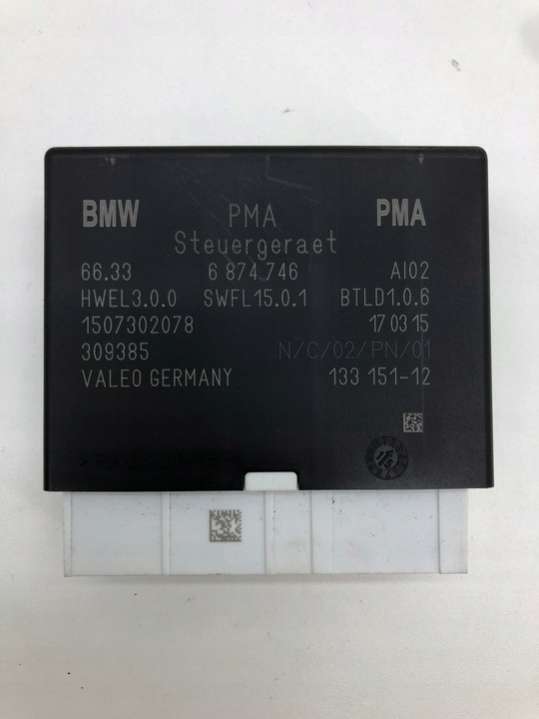 BMW PMA PMA
Steuergeraet
66.33 6 874 746 AI02
HWEL3.0.0 SWFL15.0.1 BTLD1.0.6
1507302078 17 03 15
309385 N/C/02/PN/01
VALEO GERMANY 133 151-12